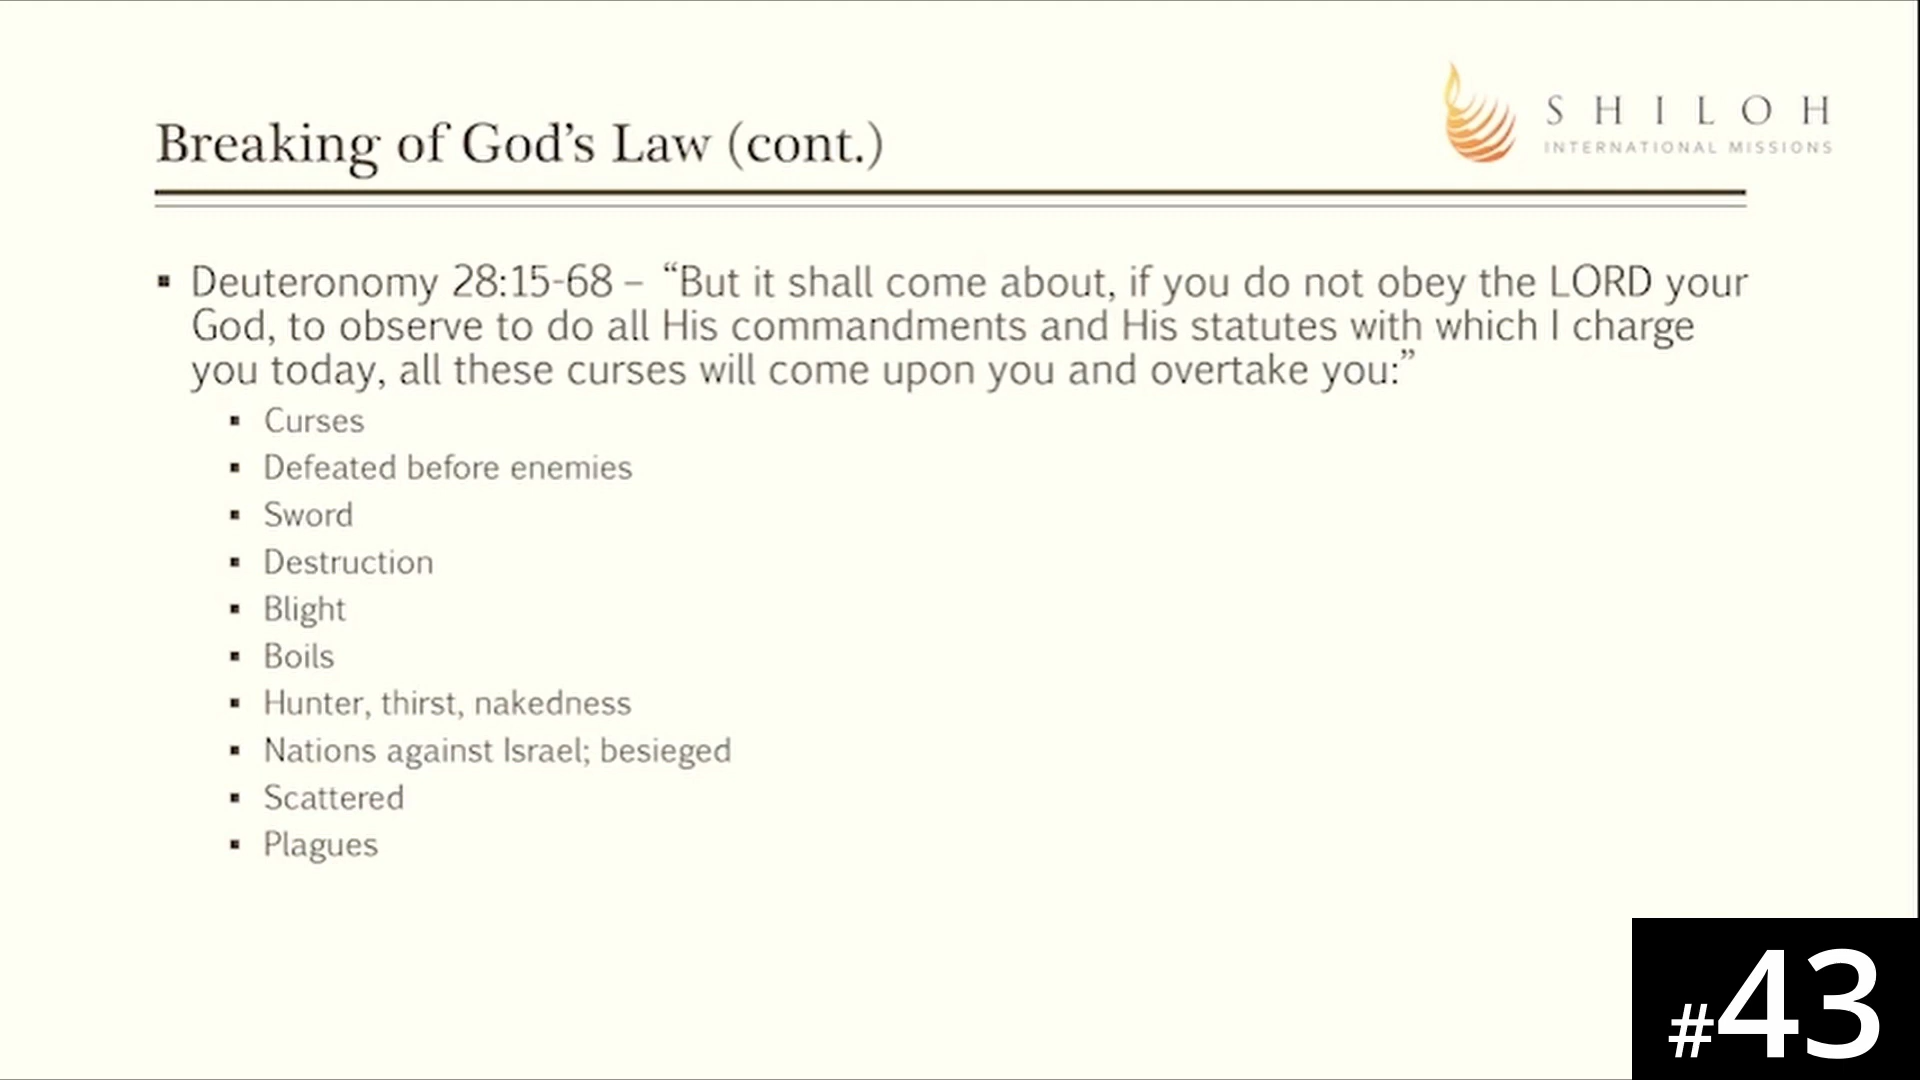 SHILOH
INTERNATIONAL MISSIONS
Breaking of God’s Law (cont.)
▪ Deuteronomy 28:15-68 – “But it shall come about, if you do not obey the LORD your
God, to observe to do all His commandments and His statutes with which I charge
you today, all these curses will come upon you and overtake you:”
▪ Curses
▪ Defeated before enemies
▪ Sword
▪ Destruction
▪ Blight
▪ Boils
▪ Hunter, thirst, nakedness
▪ Nations against Israel; besieged
▪ Scattered
▪ Plagues
#43